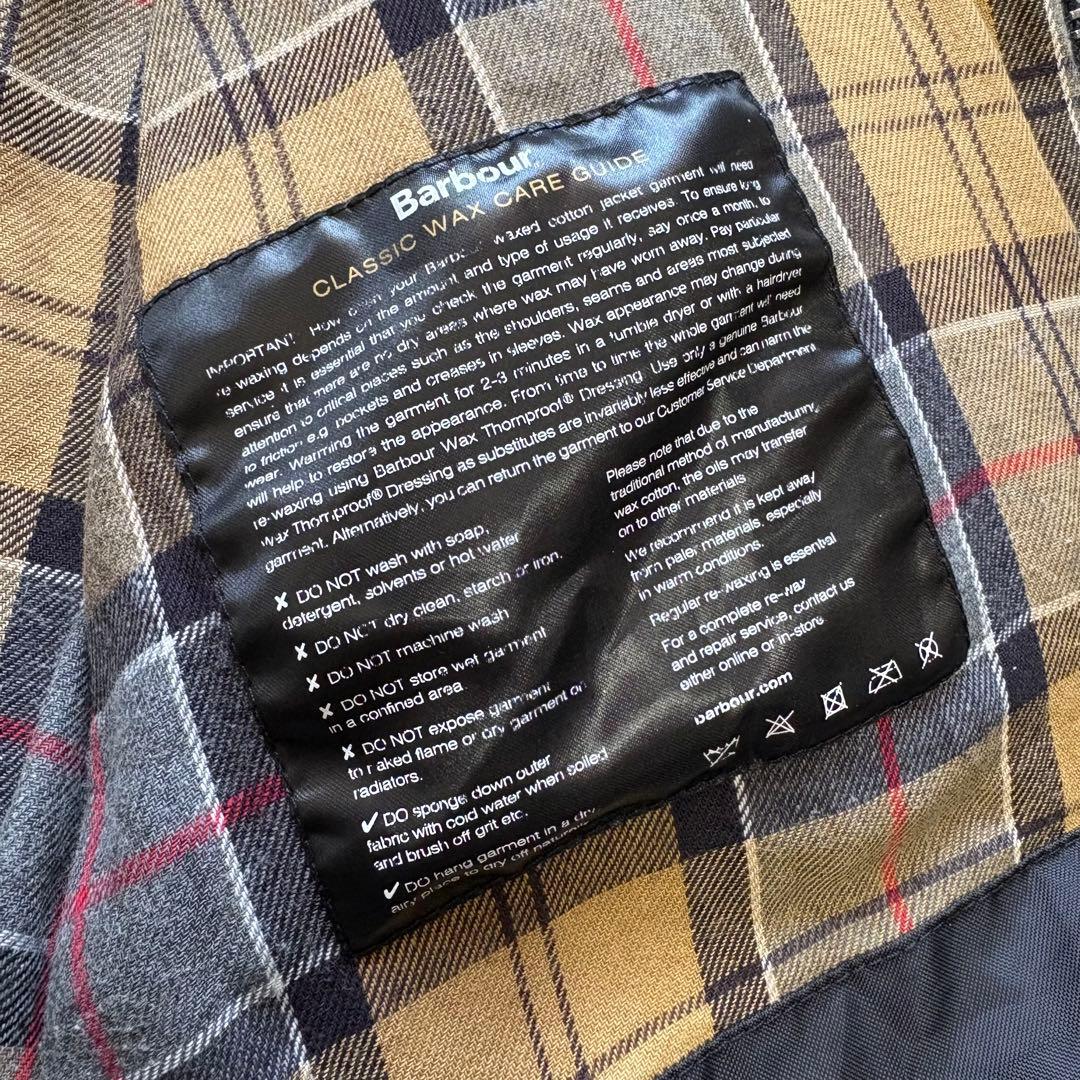 Barbour
CLASSIC WAX CARE GUIDE
IMPORTANT! How often your Barbour waxed cotton jacket garment will need
re waxing depends on the amount and type of usage it receives. To ensure long
service it is essential that you check the garment regularly, say once a month, to
ensure that there are no dry areas where wax may have worn away. Pay particular
attention to critical places such as the shoulders, seams and areas most subjected
to friction e.g. pockets and creases in sleeves. Wax appearance may change during
wear. Warming the garment for 2-3 minutes in a tumble dryer or with a hairdryer
will help to restore the appearance. From time to time the whole garment will need
re-waxing using Barbour Wax Thornproof® Dressing. Use only a genuine Barbour
Wax Thornproof® Dressing as substitutes are invariably less effective and can harm the
garment. Alternatively, you can return the garment to our Customer Service Department
✗ DO NOT wash with soap,
detergent, solvents or hot water
✗ DO NOT dry clean, starch or iron.
✗ DO NOT machine wash
✗ DO NOT store wet garment
in a confined area.
✗ DO NOT expose garment
to naked flame or dry garment on
radiators.
✓ DO sponge down outer
fabric with cold water when soiled
and brush off grit etc.
✓ DO hang garment in a dry
airy place to dry off naturally
Please note that due to the
traditional method of manufacturing
wax cotton, the oils may transfer
on to other materials
We recommend it is kept away
from paler materials, especially
in warm conditions.
Regular re-waxing is essential
For a complete re-wax
and repair service, contact us
either online or in-store
barbour.com